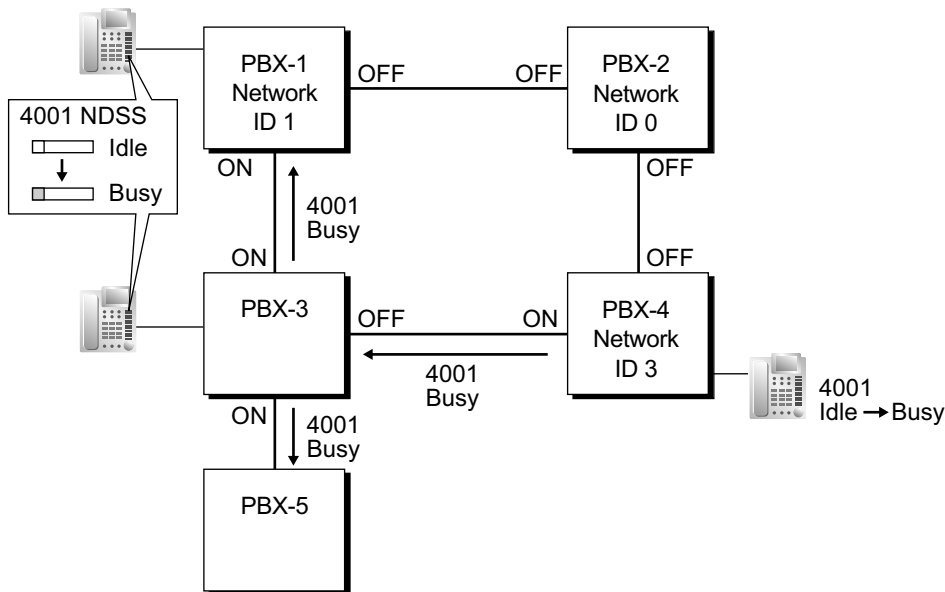 PBX-1
Network
ID 1
OFF
OFF
PBX-2
Network
ID 0
4001 NDSS
Idle
Busy
ON
OFF
4001
Busy
ON
OFF
PBX-3
OFF
ON
PBX-4
Network
ID 3
4001
Busy
4001
Idle → Busy
ON
4001
Busy
PBX-5